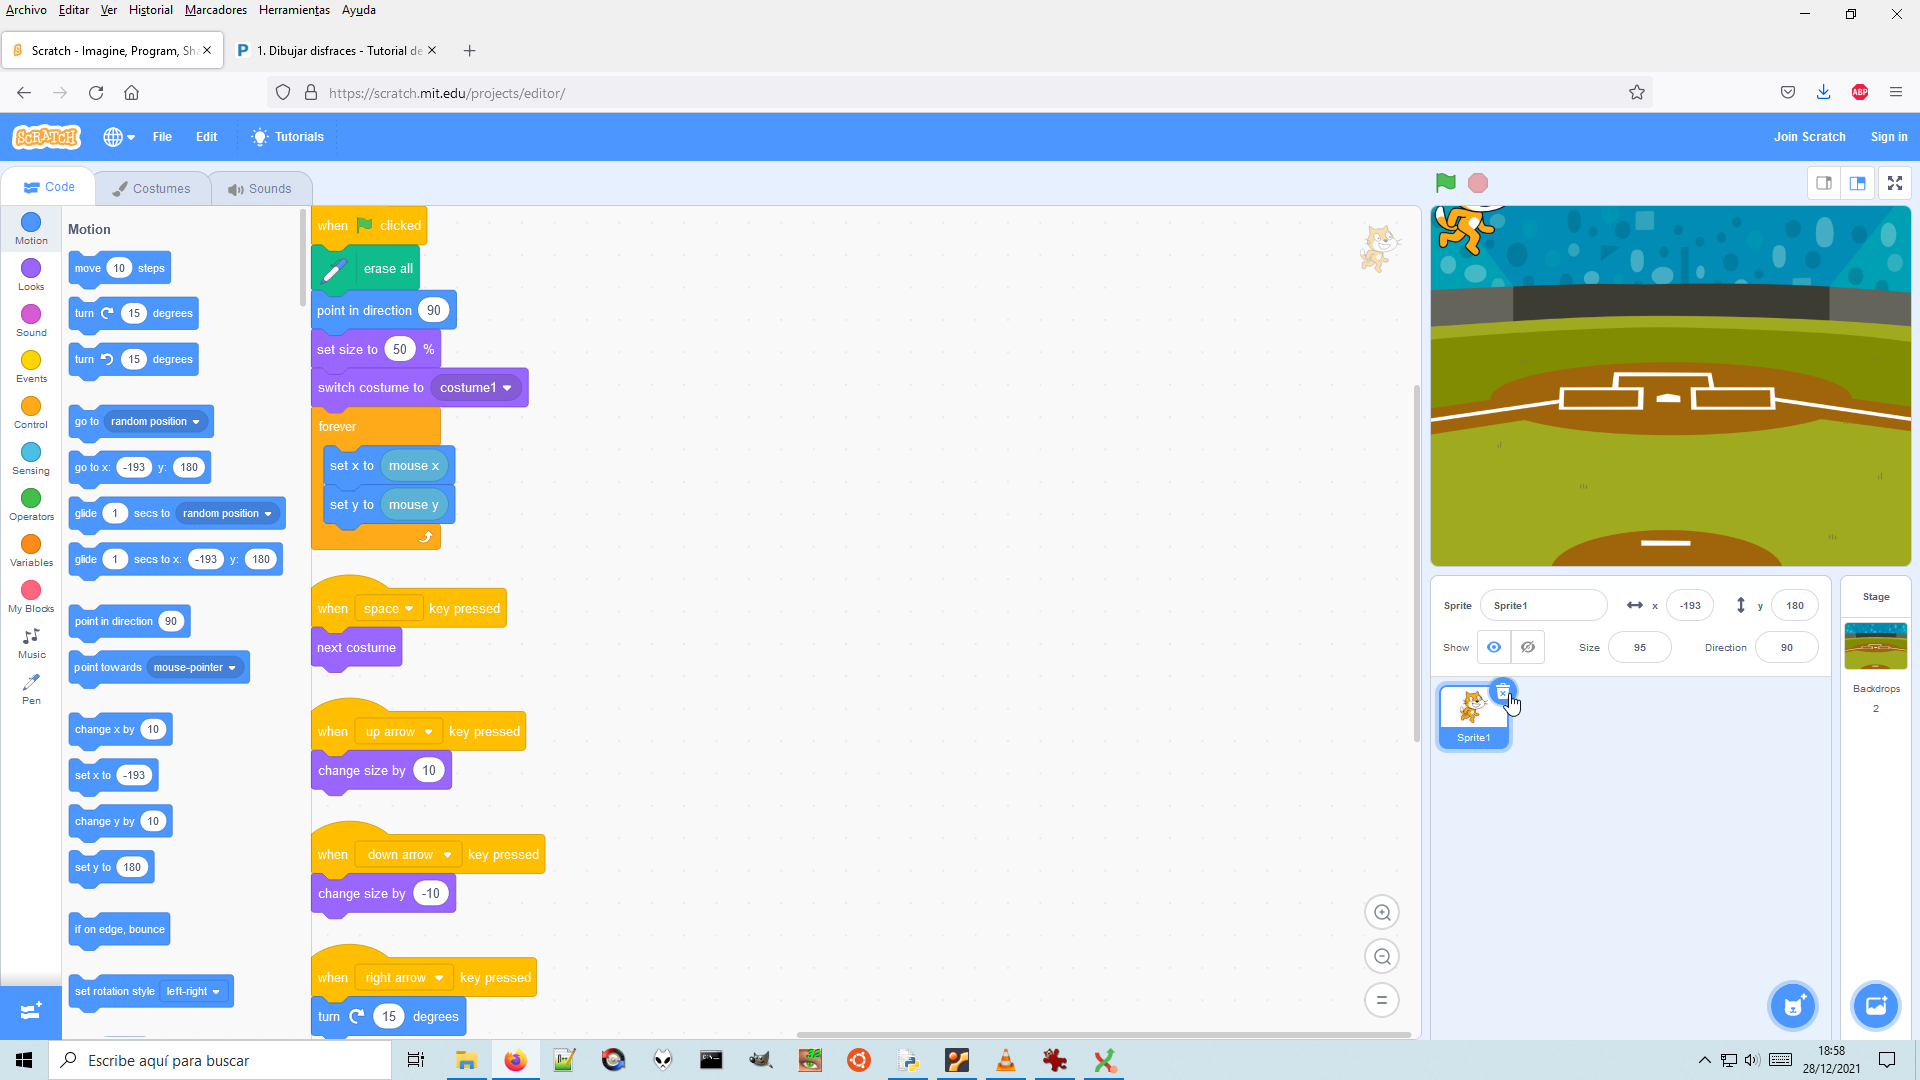 Archivo Editar Ver Historial Marcadores Herramientas Ayuda
Scratch - Imagine, Program, Sha
1. Dibujar disfraces - Tutorial de
https://scratch.mit.edu/projects/editor/
ABP
SCRATCH File Edit Tutorials Join Scratch Sign in
Code Costumes Sounds
Motion
Looks
Sound
Events
Control
Sensing
Operators
Variables
My Blocks
Music
Pen
Motion
move 10 steps
turn 15 degrees
turn 15 degrees
go to random position
go to x: -193 y: 180
glide 1 secs to random position
glide 1 secs to x: -193 y: 180
point in direction 90
point towards mouse-pointer
change x by 10
set x to -193
change y by 10
set y to 180
if on edge, bounce
set rotation style left-right
when clicked
erase all
point in direction 90
set size to 50 %
switch costume to costume1
forever
set x to mouse x
set y to mouse y
when space key pressed
next costume
when up arrow key pressed
change size by 10
when down arrow key pressed
change size by -10
when right arrow key pressed
turn 15 degrees
Sprite Sprite1 x -193 y 180
Show Size 95 Direction 90
Sprite1
Stage
Backdrops
2
Escribe aquí para buscar
18:58
28/12/2021